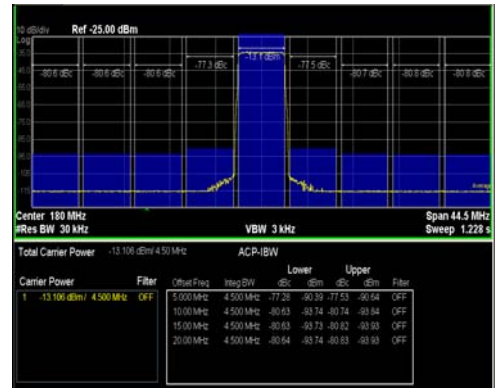 10 dB/div Ref -25.00 dBm
Log
-77.3 dBc -13.1 dBm -77.5 dBc
-80.6 dBc -80.6 dBc -80.6 dBc -80.7 dBc -80.8 dBc -80.8 dBc
-105
-115
Average
Center 180 MHz Span 44.5 MHz
#Res BW 30 kHz VBW 3 kHz Sweep 1.228 s
Total Carrier Power -13.106 dBm/ 4.50 MHz ACP-IBW
Lower Upper
Carrier Power Filter Offset Freq Integ BW dBc dBm dBc dBm Filter
1 -13.106 dBm / 4.500 MHz OFF 5.000 MHz 4.500 MHz -77.28 -90.39 -77.53 -90.64 OFF
10.00 MHz 4.500 MHz -80.63 -93.74 -80.74 -93.84 OFF
15.00 MHz 4.500 MHz -80.63 -93.73 -80.82 -93.93 OFF
20.00 MHz 4.500 MHz -80.64 -93.74 -80.83 -93.93 OFF